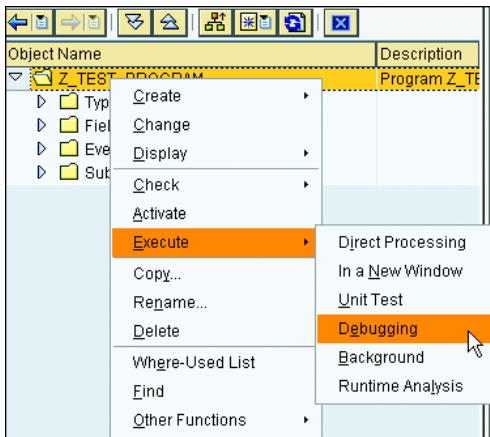 Object Name Description
Z_TEST_PROGRAM Program Z_TE
Typ
Fiel
Eve
Sub
Create
Change
Display
Check
Activate
Execute
Copy...
Rename...
Delete
Where-Used List
Find
Other Functions
Direct Processing
In a New Window
Unit Test
Debugging
Background
Runtime Analysis